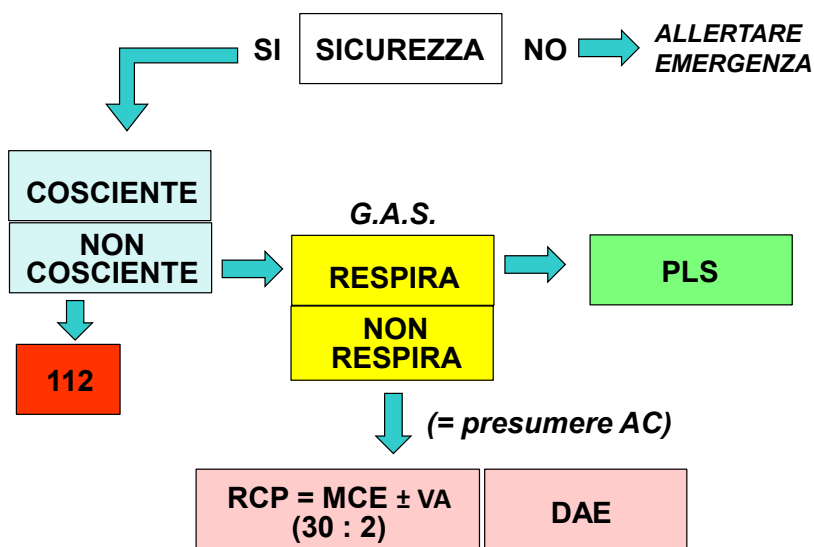 SI SICUREZZA NO ALLERTARE
EMERGENZA
COSCIENTE
NON
COSCIENTE
112
G.A.S.
RESPIRA
NON
RESPIRA
PLS
(= presumere AC)
RCP = MCE ± VA
(30 : 2)
DAE